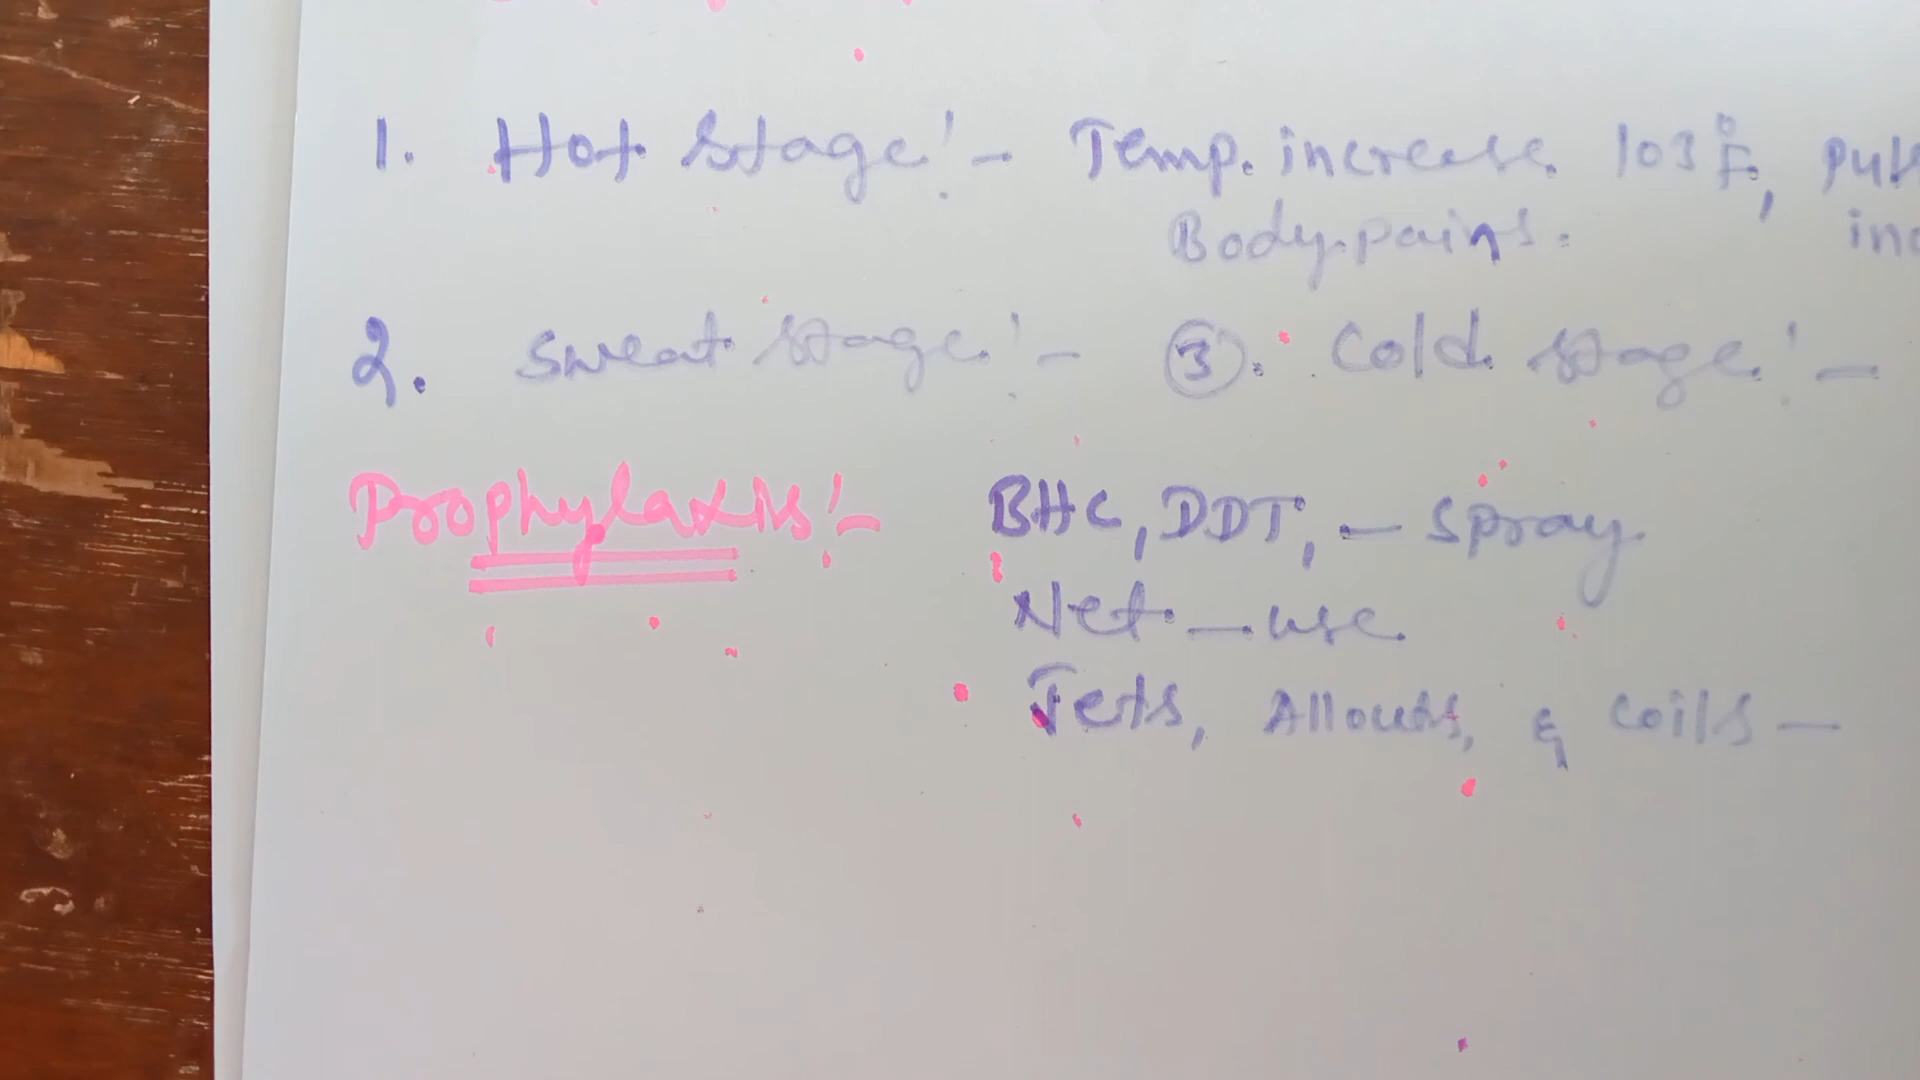 1. Hot stage :- Temp. increase 103°F, Pul
Body pains. inc
2. Sweat stage :- ③. Cold stage :-
Prophylaxis :- BHC, DDT, — Spray
Net — use
Jets, Allouts, & Coils —